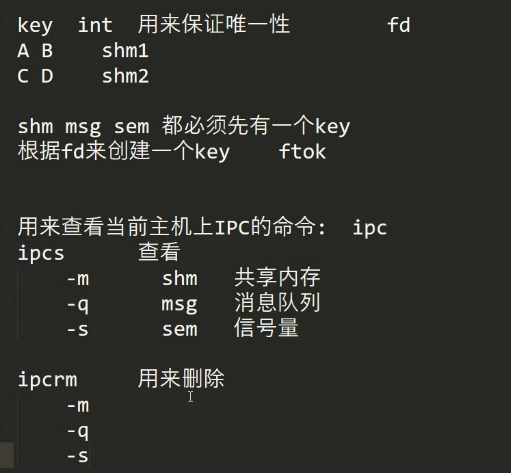 key  int  用来保证唯一性        fd
A B    shm1
C D    shm2
shm msg sem 都必须先有一个key
根据fd来创建一个key    ftok
用来查看当前主机上IPC的命令:  ipc
ipcs      查看
    -m      shm   共享内存
    -q      msg   消息队列
    -s      sem   信号量
ipcrm     用来删除
    -m
    -q
    -s